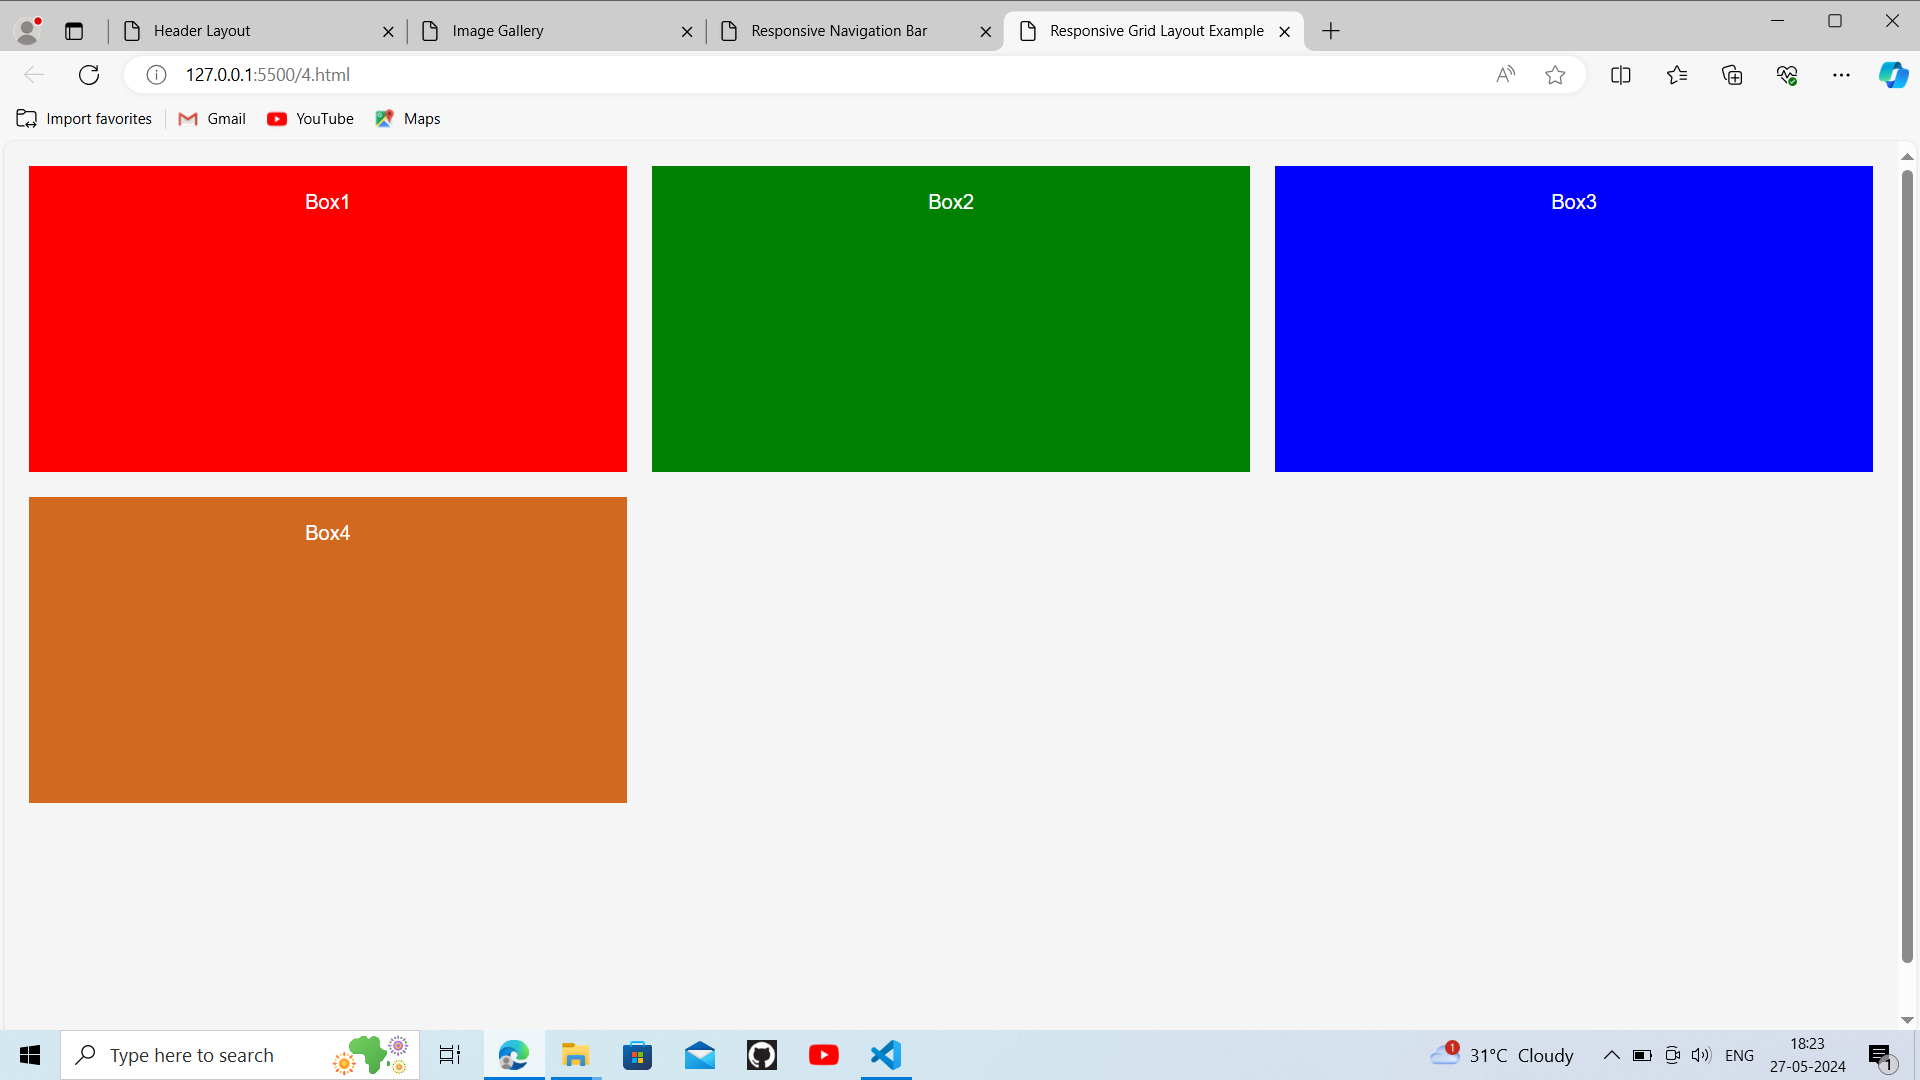 Header Layout
Image Gallery
Responsive Navigation Bar
Responsive Grid Layout Example
127.0.0.1:5500/4.html
Import favorites
Gmail
YouTube
Maps
Box1
Box2
Box3
Box4
Type here to search
1
31°C Cloudy
ENG
18:23
27-05-2024
1